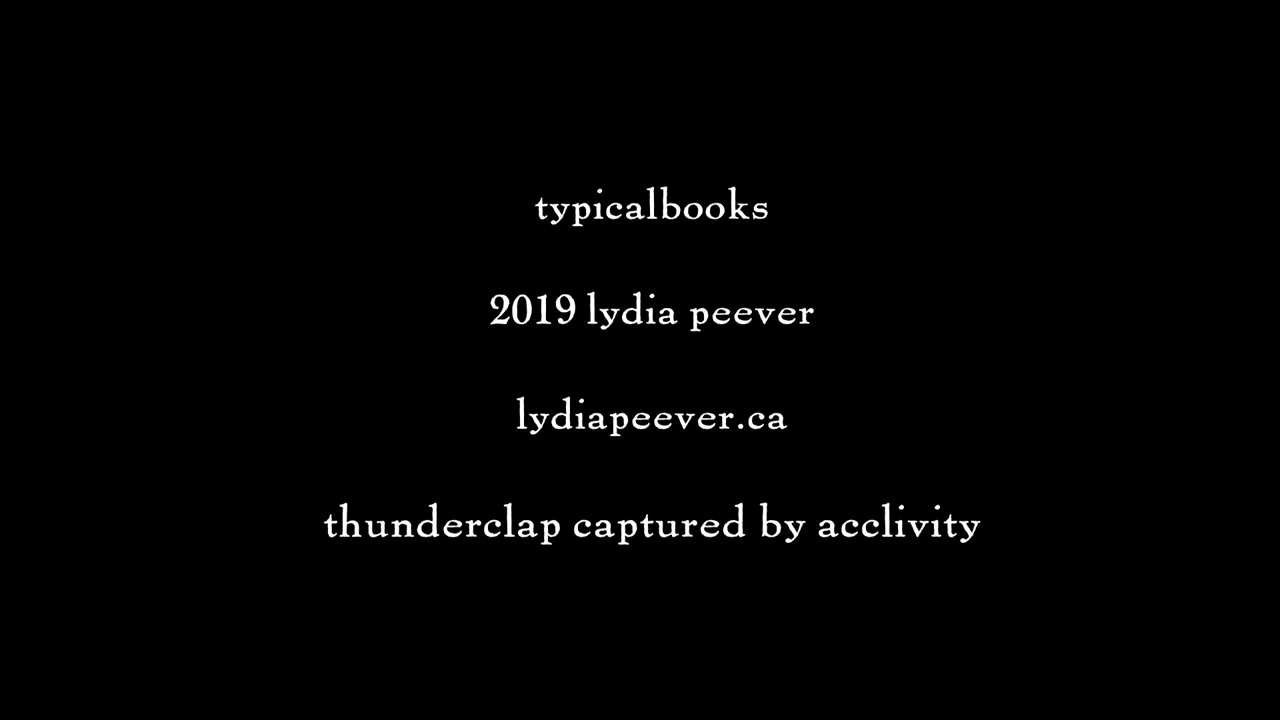 typicalbooks
2019 lydia peever
lydiapeever.ca
thunderclap captured by acclivity